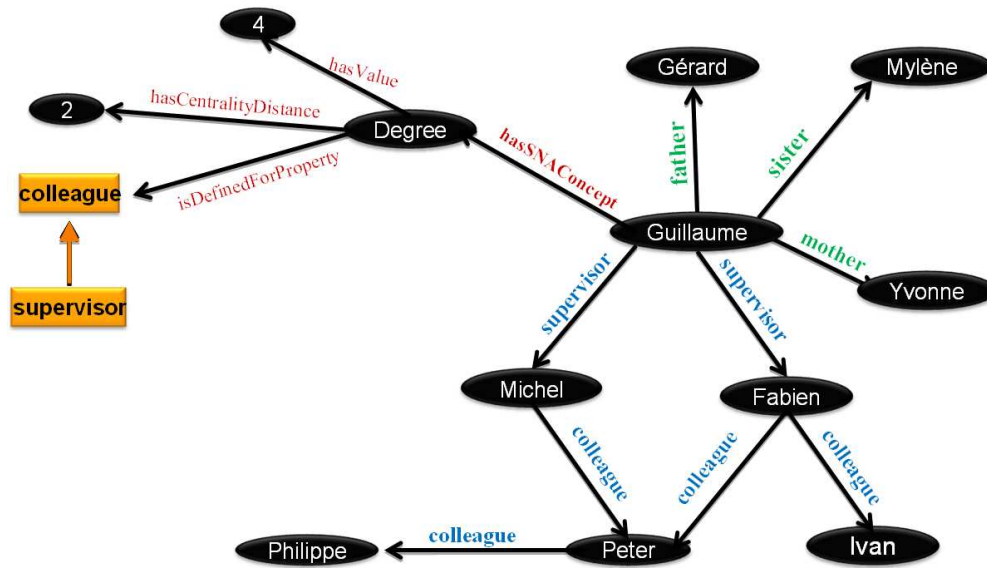 4
hasValue
Gérard
Mylène
2
hasCentralityDistance
Degree
hasSNAConcept
father
sister
isDefinedForProperty
colleague
Guillaume
mother
supervisor
supervisor
supervisor
Yvonne
Michel
Fabien
colleague
colleague
colleague
Philippe
colleague
Peter
Ivan